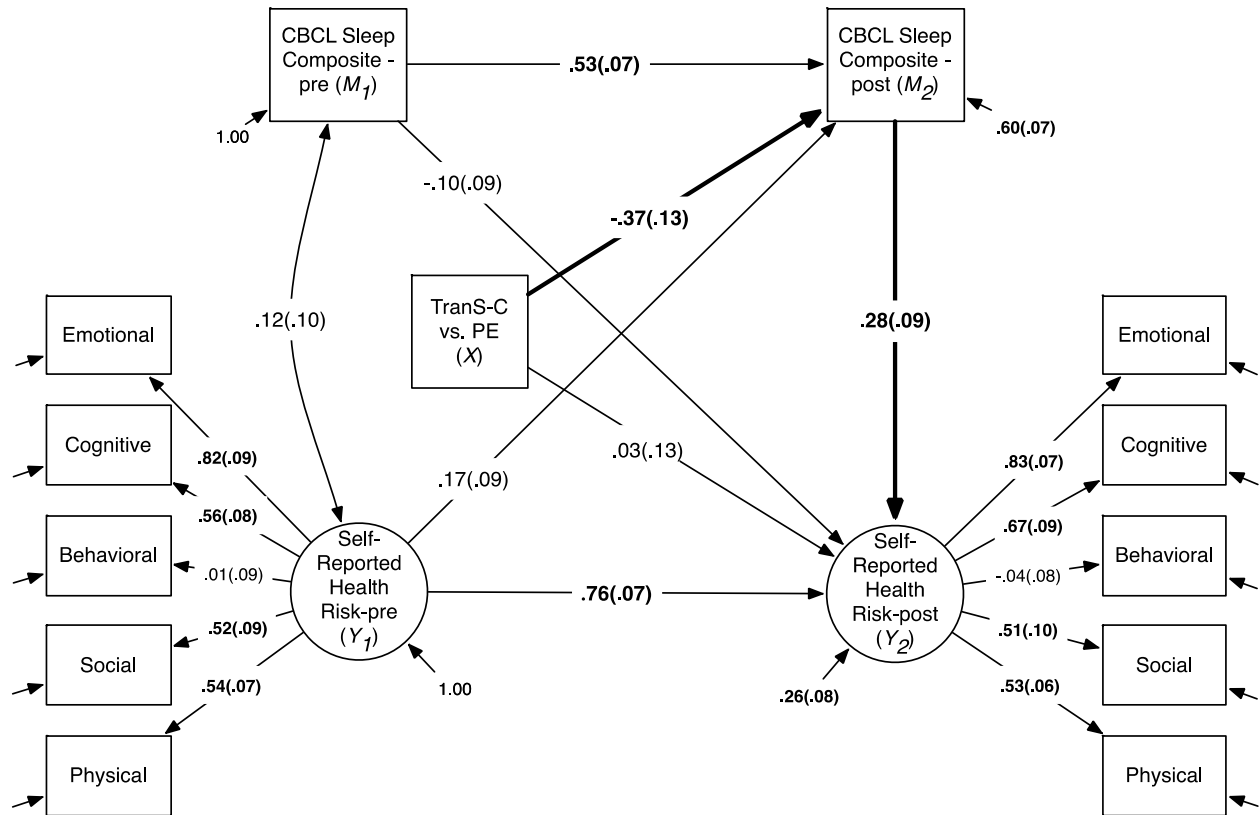 CBCL Sleep
Composite -
pre (M1)
1.00
.53(.07)
CBCL Sleep
Composite -
post (M2)
.60(.07)
-.10(.09)
-.37(.13)
TranS-C
vs. PE
(X)
.12(.10)
.28(.09)
.03(.13)
.17(.09)
Emotional
Cognitive
Behavioral
Social
Physical
.82(.09)
.56(.08)
.01(.09)
.52(.09)
.54(.07)
Self-
Reported
Health
Risk-pre
(Y1)
1.00
.76(.07)
Self-
Reported
Health
Risk-post
(Y2)
.26(.08)
.83(.07)
.67(.09)
-.04(.08)
.51(.10)
.53(.06)
Emotional
Cognitive
Behavioral
Social
Physical